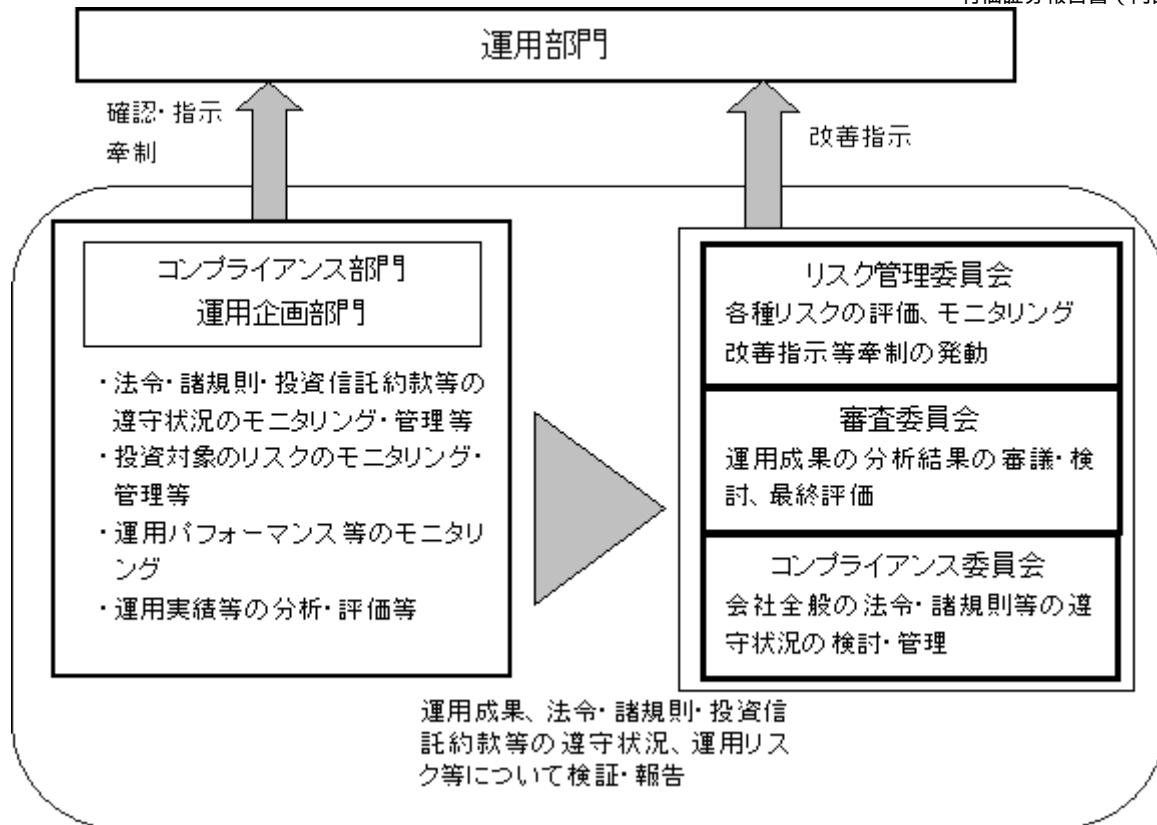 運用部門
確認・指示
牽制
改善指示
コンプライアンス部門
運用企画部門
・法令・諸規則・投資信託約款等の
遵守状況のモニタリング・管理等
・投資対象のリスクのモニタリング・
管理等
・運用パフォーマンス等のモニタリ
ング
・運用実績等の分析・評価等
リスク管理委員会
各種リスクの評価、モニタリング
改善指示等牽制の発動
審査委員会
運用成果の分析結果の審議・検
討、最終評価
コンプライアンス委員会
会社全般の法令・諸規則等の遵
守状況の検討・管理
運用成果、法令・諸規則・投資信
託約款等の遵守状況、運用リス
ク等について検証・報告